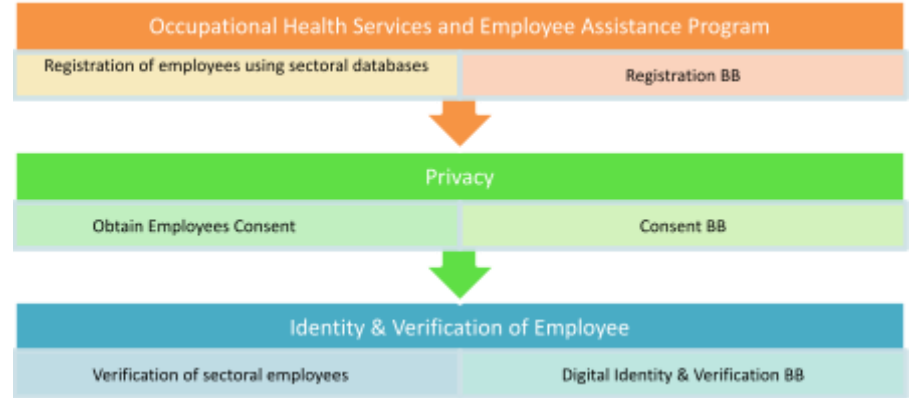 Occupational Health Services and Employee Assistance Program
Registration of employees using sectoral databases
Registration BB
Privacy
Obtain Employees Consent
Consent BB
Identity & Verification of Employee
Verification of sectoral employees
Digital Identity & Verification BB